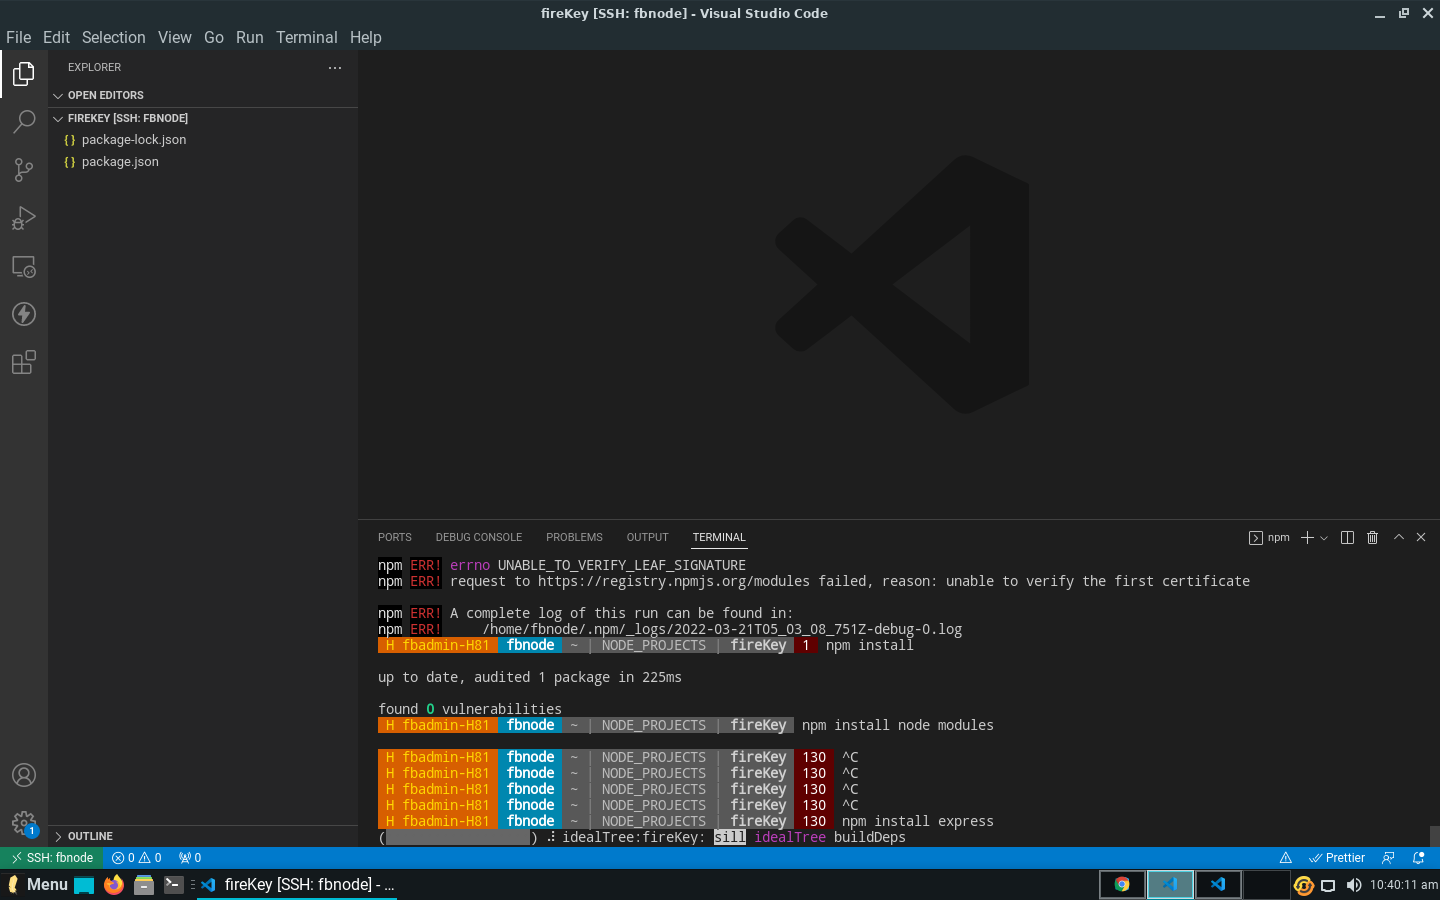 fireKey [SSH: fbnode] - Visual Studio Code
File Edit Selection View Go Run Terminal Help
EXPLORER
OPEN EDITORS
FIREKEY [SSH: FBNODE]
{} package-lock.json
{} package.json
PORTS DEBUG CONSOLE PROBLEMS OUTPUT TERMINAL npm
npm ERR! errno UNABLE_TO_VERIFY_LEAF_SIGNATURE
npm ERR! request to https://registry.npmjs.org/modules failed, reason: unable to verify the first certificate
npm ERR! A complete log of this run can be found in:
npm ERR! /home/fbnode/.npm/_logs/2022-03-21T05_03_08_751Z-debug-0.log
H fbadmin-H81 fbnode ~ | NODE_PROJECTS | fireKey 1 npm install
up to date, audited 1 package in 225ms
found 0 vulnerabilities
H fbadmin-H81 fbnode ~ | NODE_PROJECTS | fireKey npm install node modules
H fbadmin-H81 fbnode ~ | NODE_PROJECTS | fireKey 130 ^C
H fbadmin-H81 fbnode ~ | NODE_PROJECTS | fireKey 130 ^C
H fbadmin-H81 fbnode ~ | NODE_PROJECTS | fireKey 130 ^C
H fbadmin-H81 fbnode ~ | NODE_PROJECTS | fireKey 130 ^C
H fbadmin-H81 fbnode ~ | NODE_PROJECTS | fireKey 130 npm install express
( ) ⠼ idealTree:fireKey: sill idealTree buildDeps
1
OUTLINE
SSH: fbnode 0 0 0 Prettier
Menu fireKey [SSH: fbnode] - ... 10:40:11 am